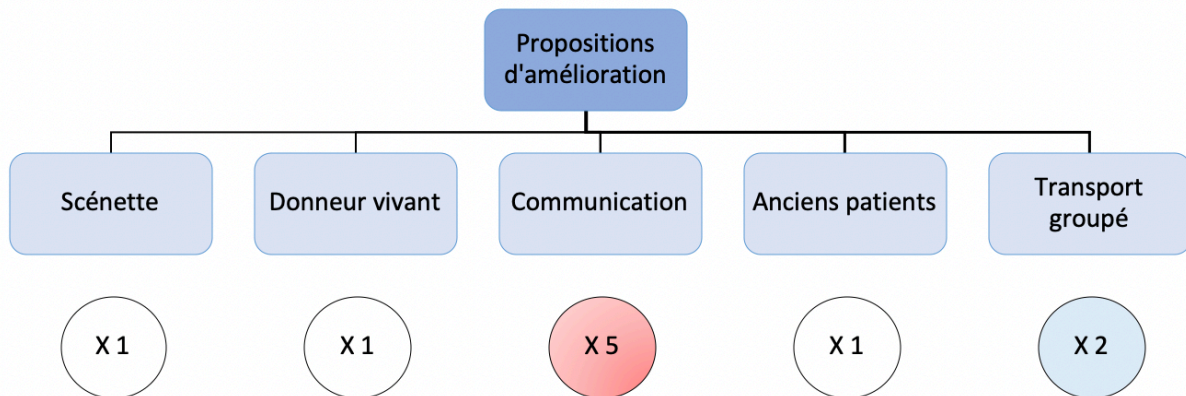 Propositions
d'amélioration
Scénette
Donneur vivant
Communication
Anciens patients
Transport
groupé
X 1
X 1
X 5
X 1
X 2